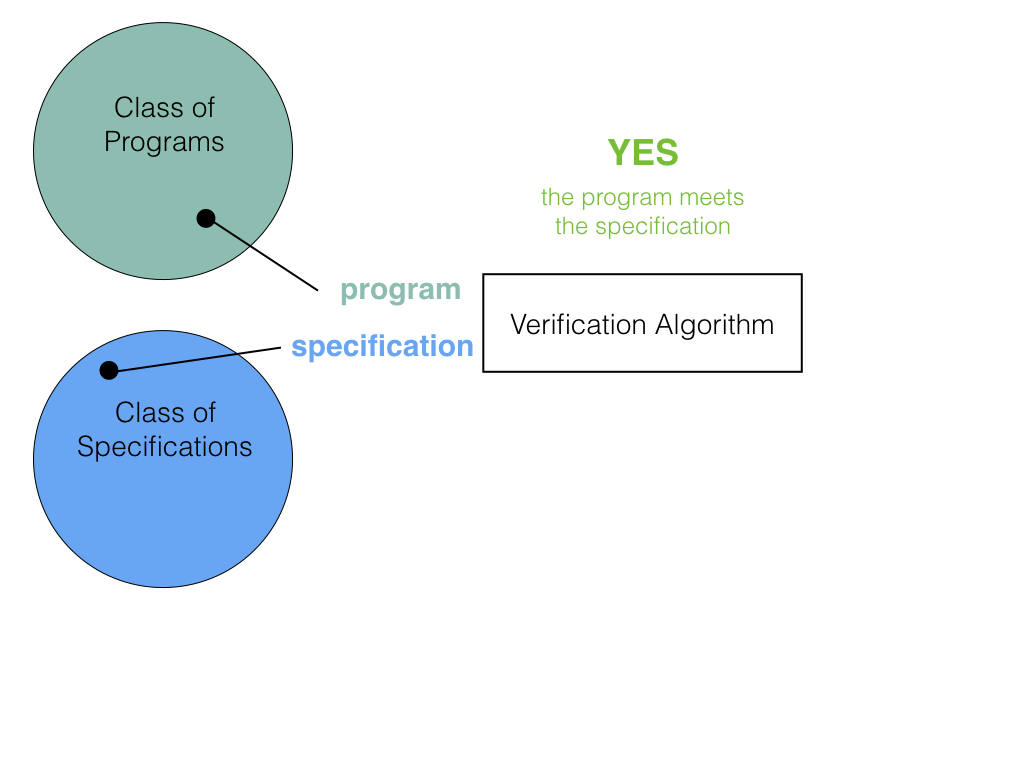 Class of
Programs
YES
the program meets
the specification
program
specification
Verification Algorithm
Class of
Specifications